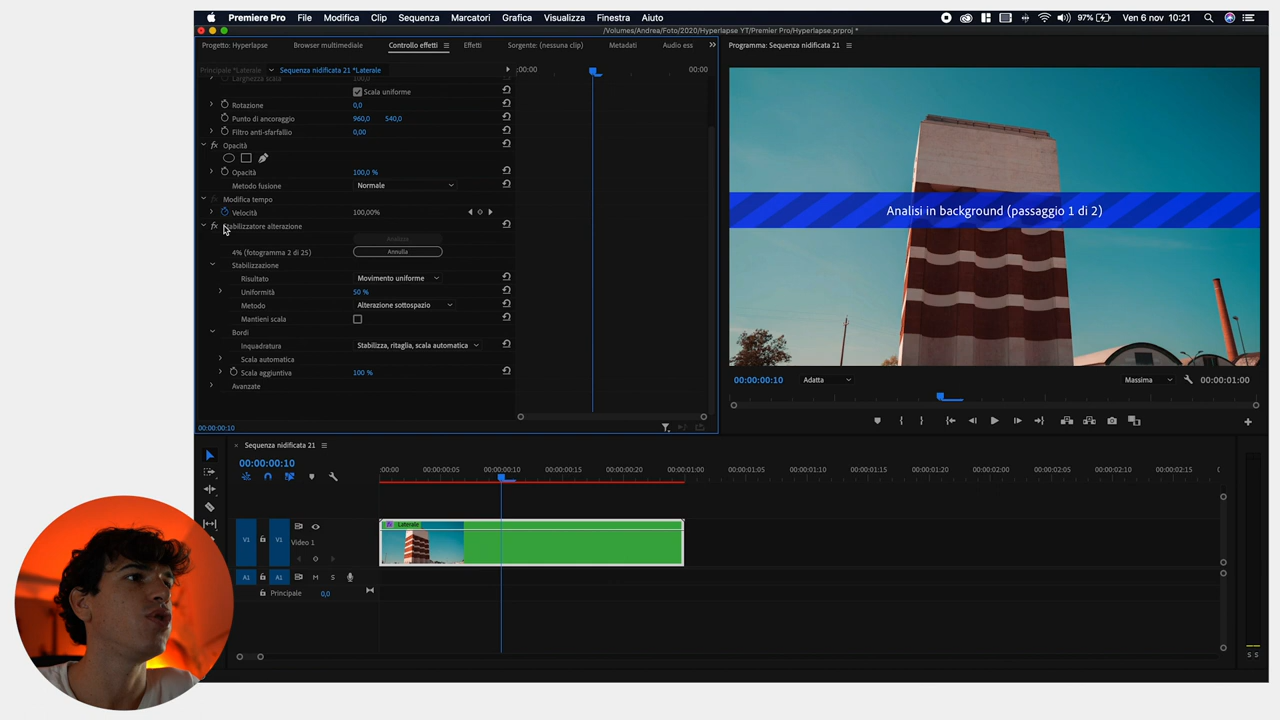 Premiere Pro File Modifica Clip Sequenza Marcatori Grafica Visualizza Finestra Aiuto 97% Ven 6 nov 10:21
/Volumes/Andrea/Foto/2020/Hyperlapse YT/Premier Pro/Hyperlapse.prproj *
Progetto: Hyperlapse Browser multimediale Controllo effetti Effetti Sorgente: (nessuna clip) Metadati Audio ess Programma: Sequenza nidificata 21
Principale *Laterale Sequenza nidificata 21 *Laterale :00:00 00:00
Larghezza scala 100,0
Scala uniforme
Rotazione 0,0
Punto di ancoraggio 960,0 540,0
Filtro anti-sfarfallio 0,00
fx Opacità
Opacità 100,0 %
Metodo fusione Normale
Modifica tempo
Velocità 100,00%
fx Stabilizzatore alterazione
Analizza
4% (fotogramma 2 di 25) Annulla
Stabilizzazione
Risultato Movimento uniforme
Uniformità 50 %
Metodo Alterazione sottospazio
Mantieni scala
Bordi
Inquadratura Stabilizza, ritaglia, scala automatica
Scala automatica
Scala aggiuntiva 100 %
Avanzate
00:00:00:10
Analisi in background (passaggio 1 di 2)
00:00:00:10 Adatta Massima 00:00:01:00
× Sequenza nidificata 21
00:00:00:10
:00:00 00:00:00:05 00:00:00:10 00:00:00:15 00:00:00:20 00:00:01:00 00:00:01:05 00:00:01:10 00:00:01:15 00:00:01:20 00:00:02:00 00:00:02:05 00:00:02:10 00:00:02:15
fx Laterale
V1 V1 Video 1
A1 A1 M S
Principale 0,0
S S